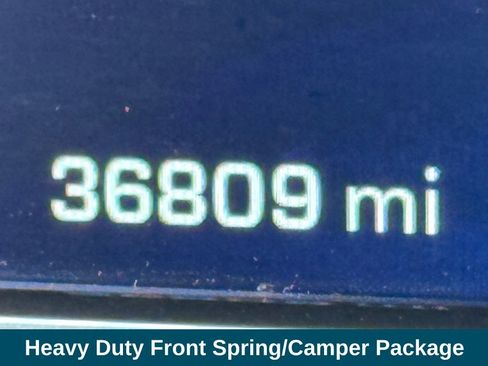 36809 mi
Heavy Duty Front Spring/Camper Package